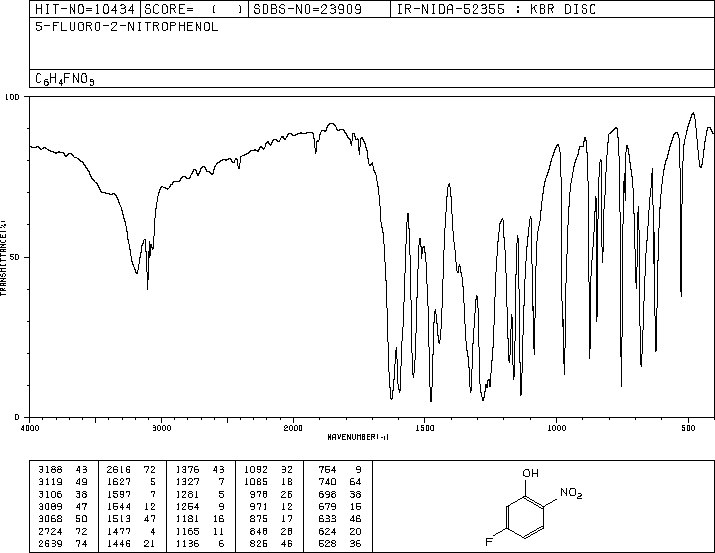 HIT-NO=10434 SCORE= ( ) SDBS-NO=23909 IR-NIDA-52355 : KBR DISC
5-FLUORO-2-NITROPHENOL
C6H4FNO3
100
50
0
TRANSMITTANCE(%)
4000 3000 2000 1500 1000 500
WAVENUMBER(-1)
3188 43 2616 72 1376 43 1092 32 754 9
3119 49 1627 5 1327 7 1085 18 740 64
3106 38 1597 7 1281 5 978 26 698 38
3089 47 1544 12 1254 9 971 12 679 15
3068 50 1513 47 1181 16 875 17 633 46
2724 72 1477 4 1165 11 848 28 624 20
2639 74 1446 21 1136 6 826 46 528 36
OH
NO2
F